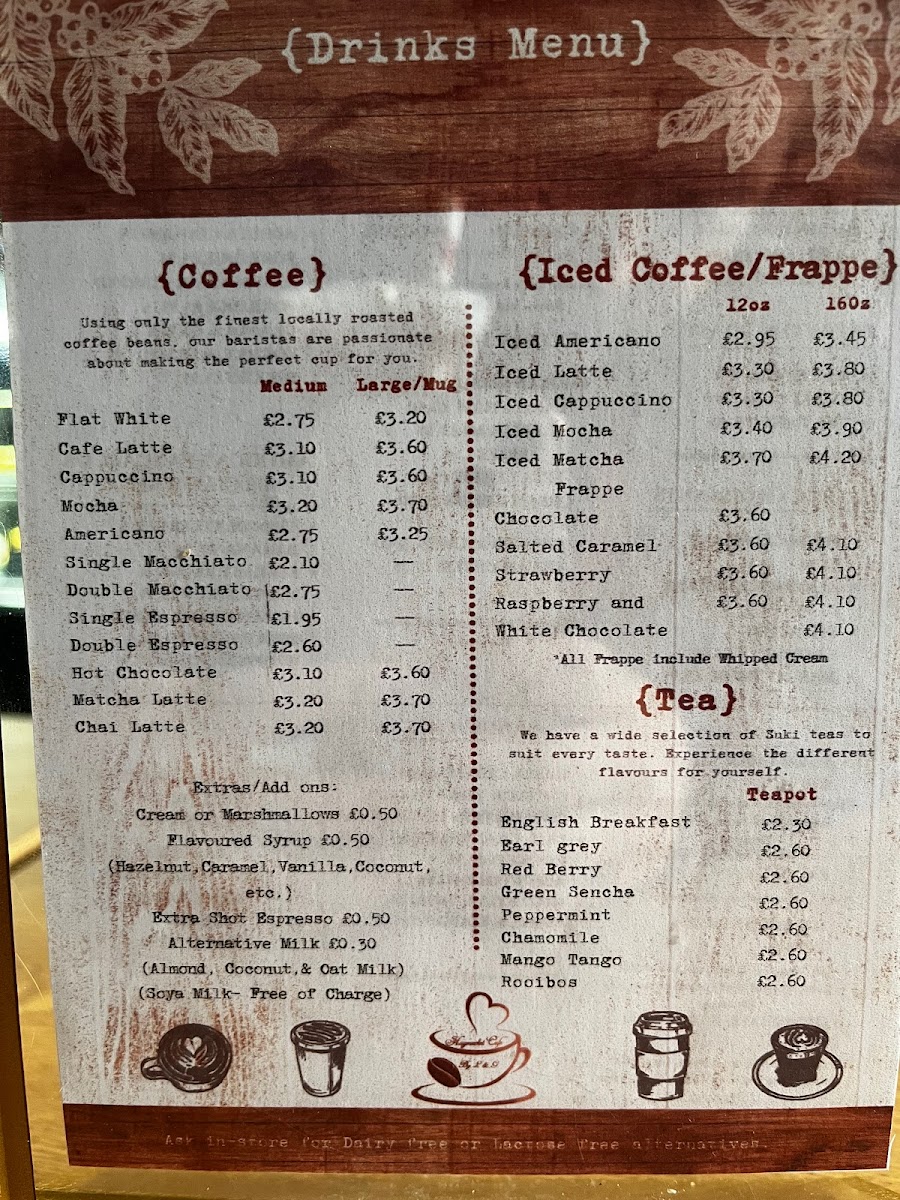 {Drinks Menu}
{Coffee}
Using only the finest locally roasted
coffee beans, our baristas are passionate
about making the perfect cup for you.
Medium Large/Mug
Flat White £2.75 £3.20
Cafe Latte £3.10 £3.60
Cappuccino £3.10 £3.60
Mocha £3.20 £3.70
Americano £2.75 £3.25
Single Macchiato £2.10 —
Double Macchiato £2.75 —
Single Espresso £1.95 —
Double Espresso £2.60 —
Hot Chocolate £3.10 £3.60
Matcha Latte £3.20 £3.70
Chai Latte £3.20 £3.70
Extras/Add ons:
Cream or Marshmallows £0.50
Flavoured Syrup £0.50
(Hazelnut,Caramel,Vanilla,Coconut,
etc.)
Extra Shot Espresso £0.50
Alternative Milk £0.30
(Almond, Coconut,& Oat Milk)
(Soya Milk- Free of Charge)
{Iced Coffee/Frappe}
12oz 16oz
Iced Americano £2.95 £3.45
Iced Latte £3.30 £3.80
Iced Cappuccino £3.30 £3.80
Iced Mocha £3.40 £3.90
Iced Matcha £3.70 £4.20
Frappe
Chocolate £3.60
Salted Caramel £3.60 £4.10
Strawberry £3.60 £4.10
Raspberry and £3.60 £4.10
White Chocolate £4.10
*All Frappe include Whipped Cream
{Tea}
We have a wide selection of Suki teas to
suit every taste. Experience the different
flavours for yourself.
Teapot
English Breakfast £2.30
Earl grey £2.60
Red Berry £2.60
Green Sencha £2.60
Peppermint £2.60
Chamomile £2.60
Mango Tango £2.60
Rooibos
Ask in-store for Dairy free or Lactose free alternatives.